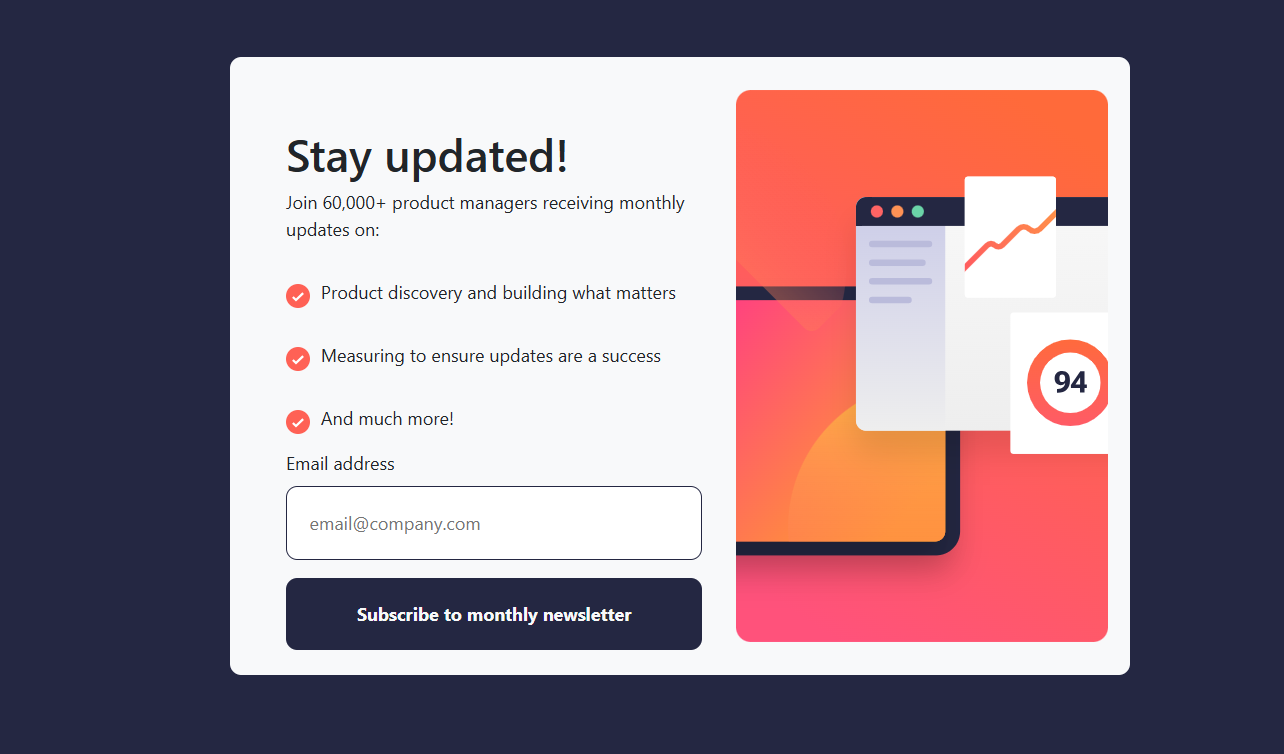 Stay updated!
Join 60,000+ product managers receiving monthly
updates on:
Product discovery and building what matters
Measuring to ensure updates are a success
And much more!
Email address
email@company.com
Subscribe to monthly newsletter
94